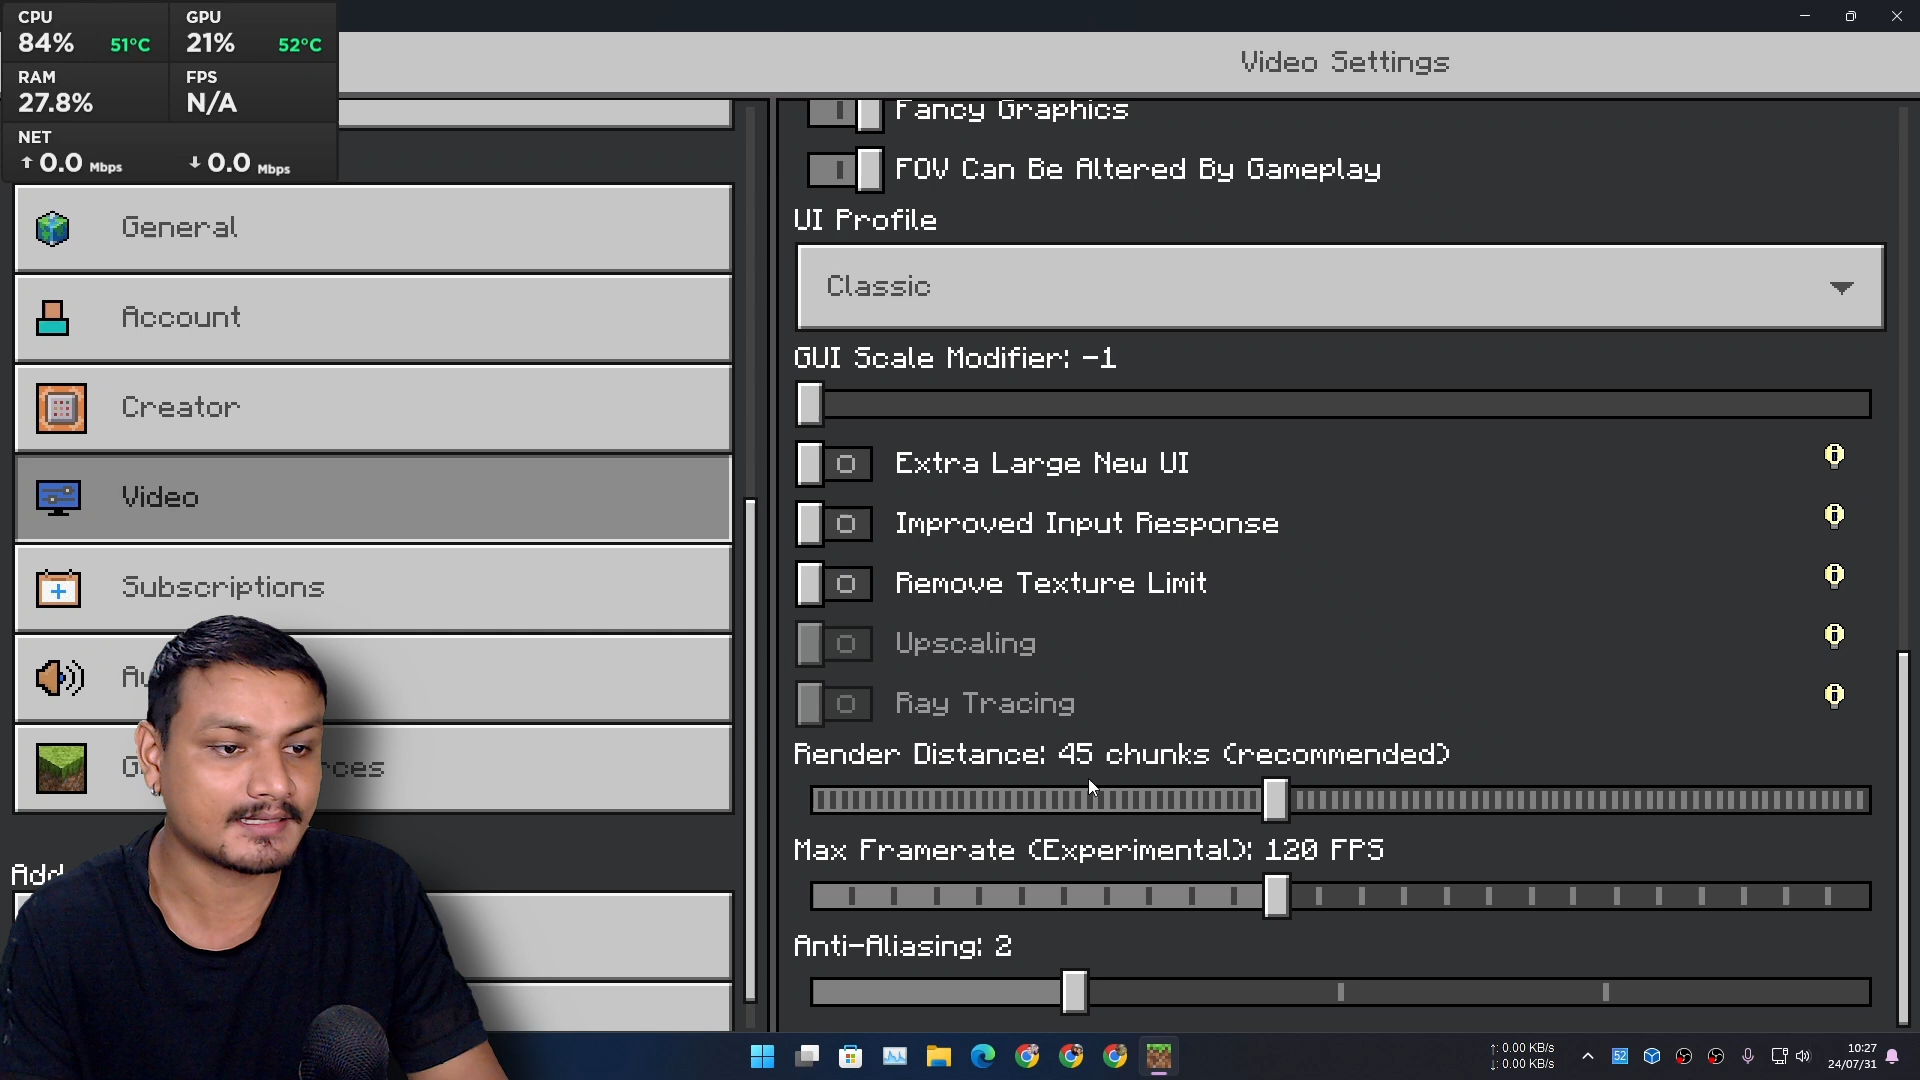 CPU
84% 51°C
GPU
21% 52°C
RAM
27.8%
FPS
N/A
NET
↑ 0.0 Mbps ↓ 0.0 Mbps
Video Settings
General
Account
Creator
Video
Subscriptions
Add
Fancy Graphics
FOV Can Be Altered By Gameplay
UI Profile
Classic
GUI Scale Modifier: -1
Extra Large New UI
Improved Input Response
Remove Texture Limit
Upscaling
Ray Tracing
Render Distance: 45 chunks (recommended)
Max Framerate (Experimental): 120 FPS
Anti-Aliasing: 2
↑: 0.00 KB/s
↓: 0.00 KB/s
52
10:27
24/07/31